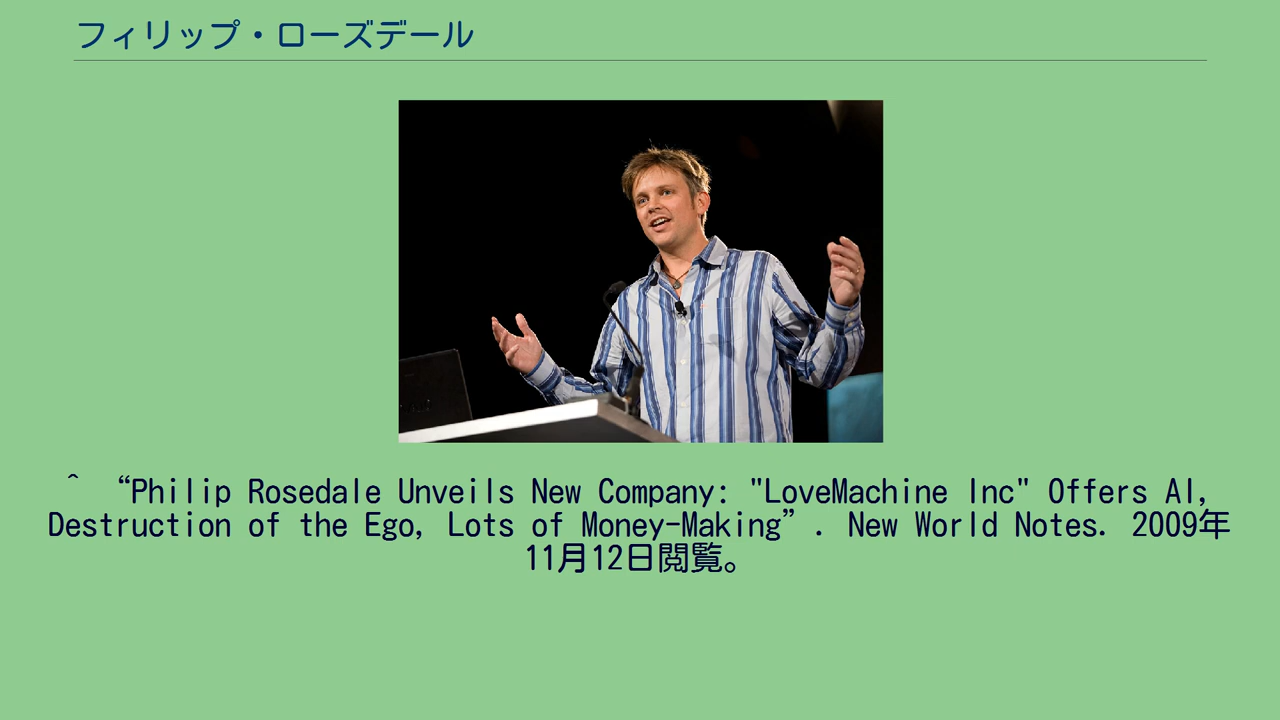 フィリップ・ローズデール
^ “Philip Rosedale Unveils New Company: "LoveMachine Inc" Offers AI,
Destruction of the Ego, Lots of Money-Making”. New World Notes. 2009年
11月12日閲覧。